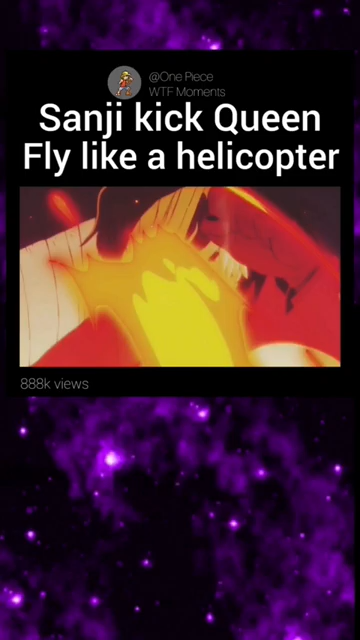 @One Piece
WTF Moments
Sanji kick Queen
Fly like a helicopter
888k views